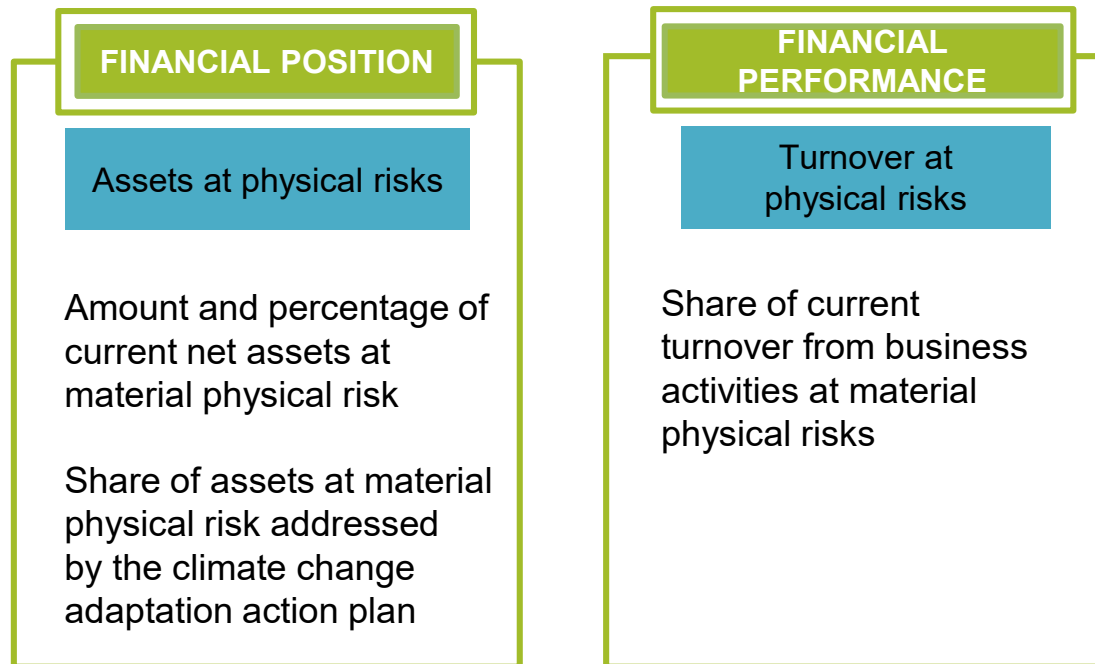 FINANCIAL POSITION
Assets at physical risks
Amount and percentage of
current net assets at
material physical risk
Share of assets at material
physical risk addressed
by the climate change
adaptation action plan
FINANCIAL
PERFORMANCE
Turnover at
physical risks
Share of current
turnover from business
activities at material
physical risks